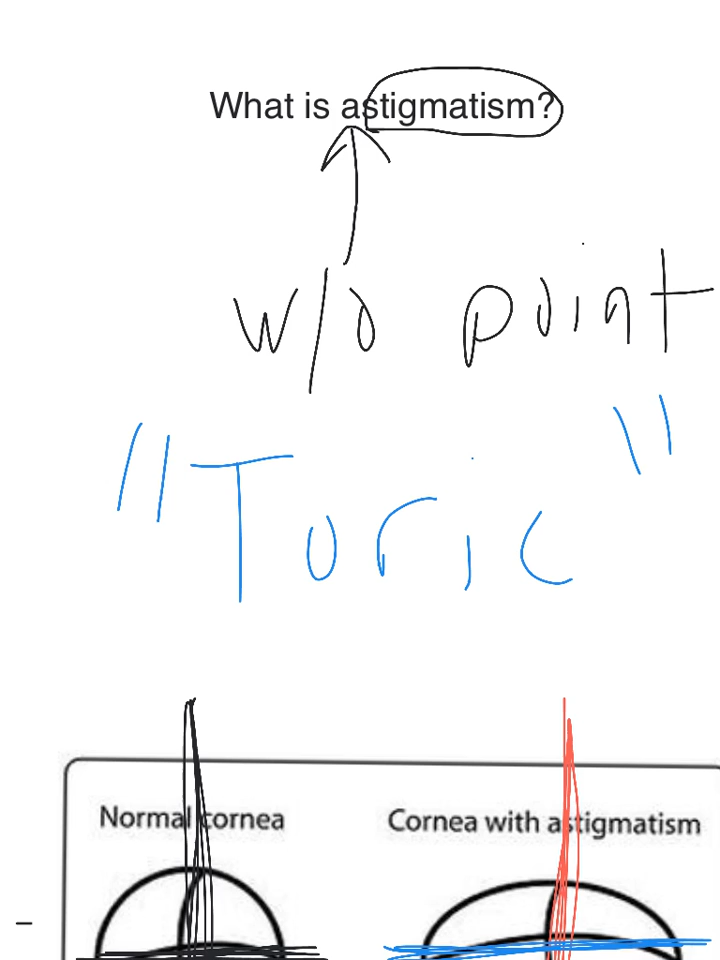 What is astigmatism?
w/o point
"Toric"
Normal cornea
Cornea with astigmatism